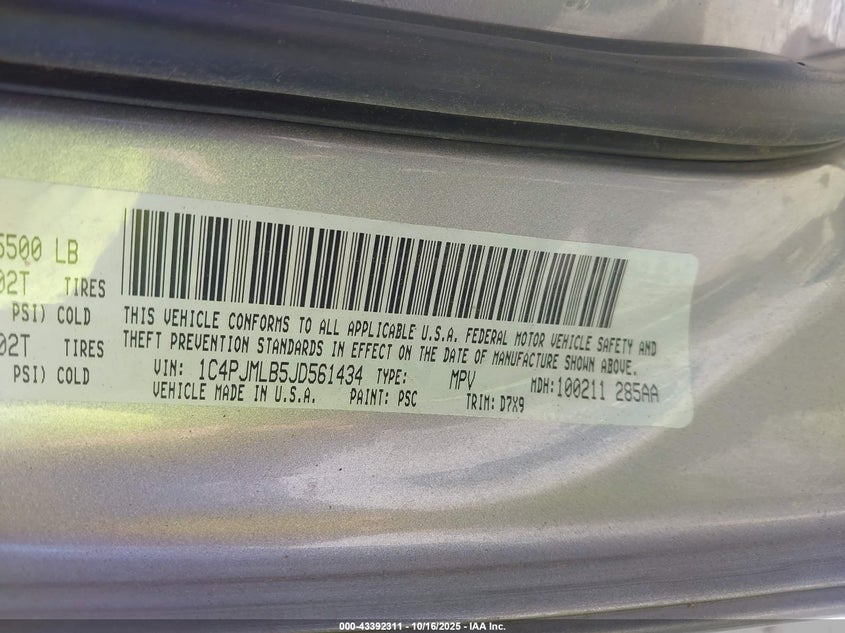 5500 LB
02T TIRES
PSI) COLD
02T TIRES
PSI) COLD
THIS VEHICLE CONFORMS TO ALL APPLICABLE U.S.A. FEDERAL MOTOR VEHICLE SAFETY AND
THEFT PREVENTION STANDARDS IN EFFECT ON THE DATE OF MANUFACTURE SHOWN ABOVE.
VIN: 1C4PJMLB5JD561434 TYPE: MPV MDH:100211 285AA
VEHICLE MADE IN U.S.A. PAINT: PSC TRIM: D7X9
000-43392311 - 10/16/2025 - IAA Inc.